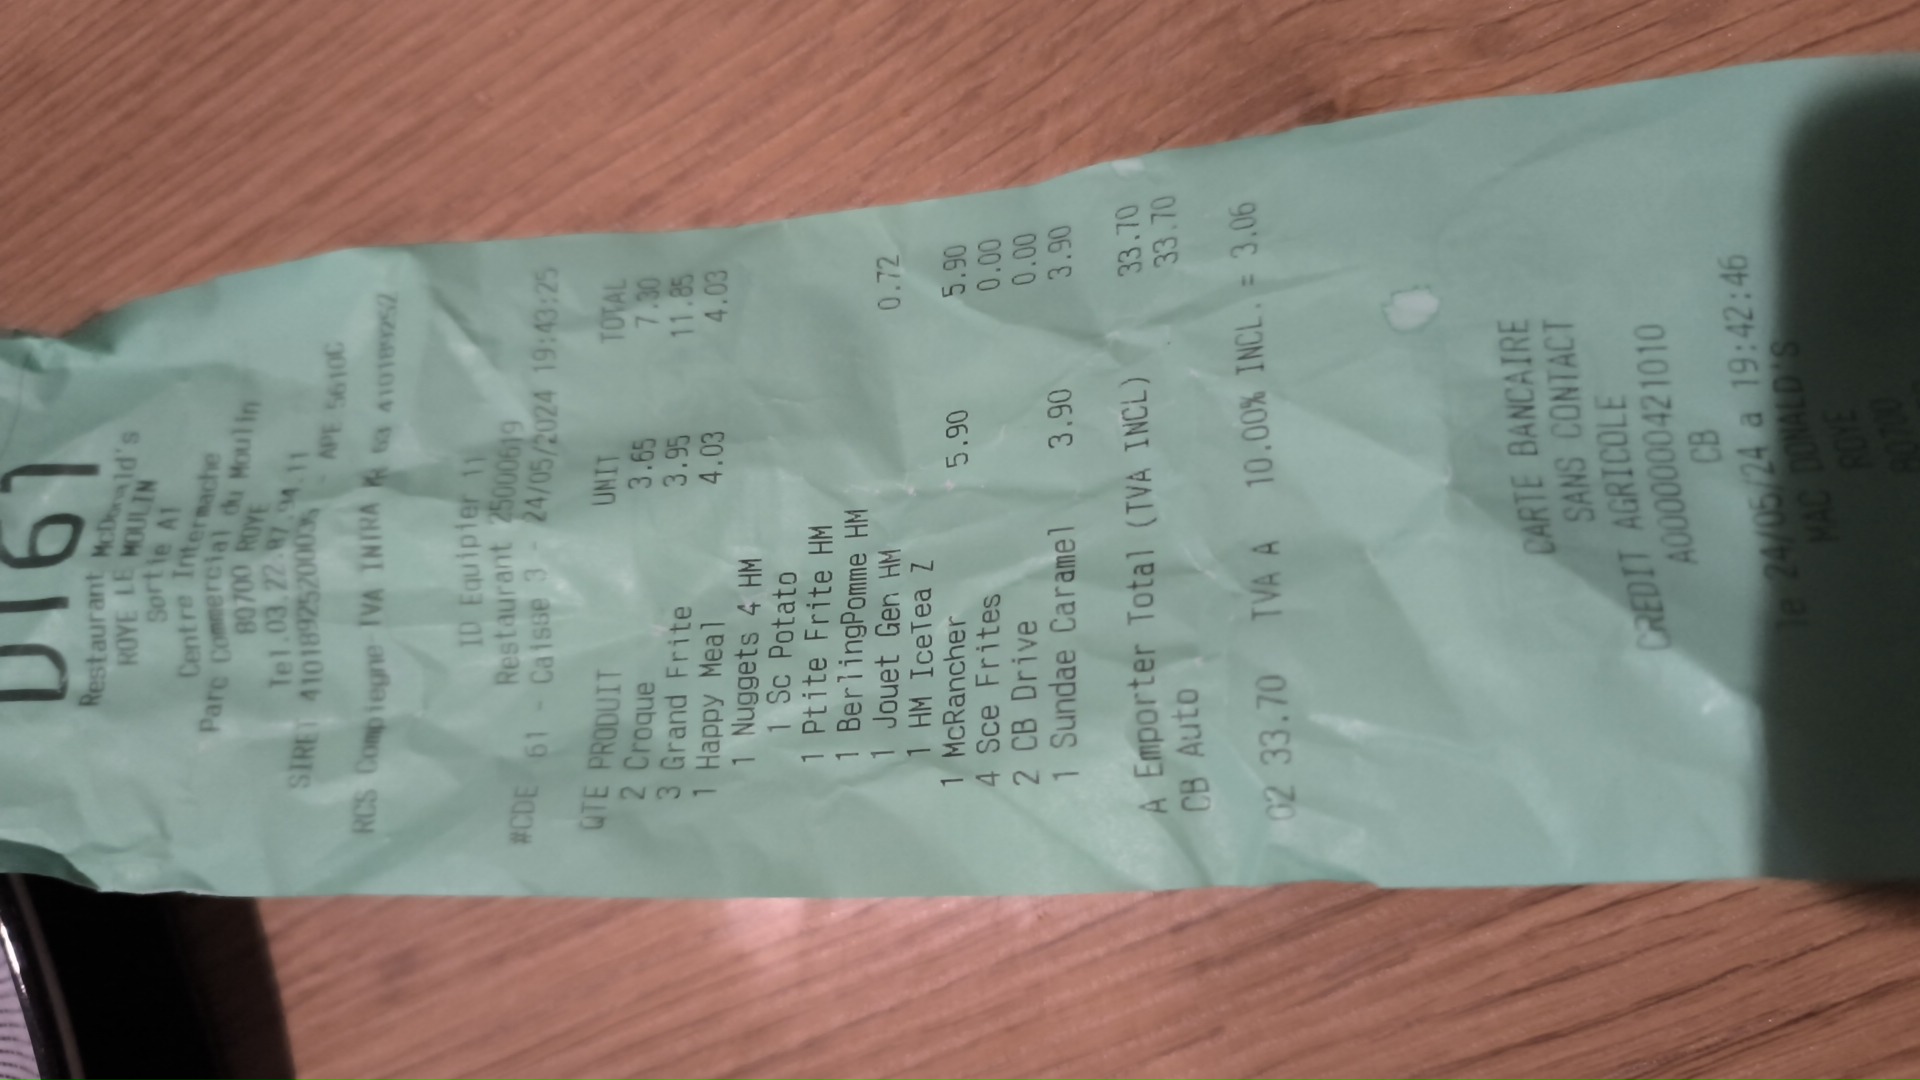 D161
Restaurant McDonald's
ROYE LE MOULIN
Sortie A1
Centre Intermache
Parc Commercial du Moulin
80700 ROYE
Tel.03.22.87.94.11
SIRET - APE 5610C
RCS Compiegne TVA INTRA
ID Equipier 11
Restaurant 25000619
#CDE 61 - Caisse 3 - 24/05/2024 19:43:25
QTE PRODUIT UNIT TOTAL
2 Croque 3.65 7.30
3 Grand Frite 3.95 11.85
1 Happy Meal 4.03 4.03
1 Nuggets 4 HM
1 Sc Potato
1 Ptite Frite HM
1 BerlingPomme HM
1 Jouet Gen HM 0.72
1 HM IceTea Z
1 McRancher 5.90 5.90
4 Sce Frites 0.00
2 CB Drive 0.00
1 Sundae Caramel 3.90 3.90
A Emporter Total (TVA INCL) 33.70
CB Auto 33.70
02 33.70 TVA A 10.00% INCL. = 3.06
CARTE BANCAIRE
SANS CONTACT
CREDIT AGRICOLE
A0000000421010
CB
le 24/05/24 a 19:42:46
MAC DONALD'S
ROYE
80700